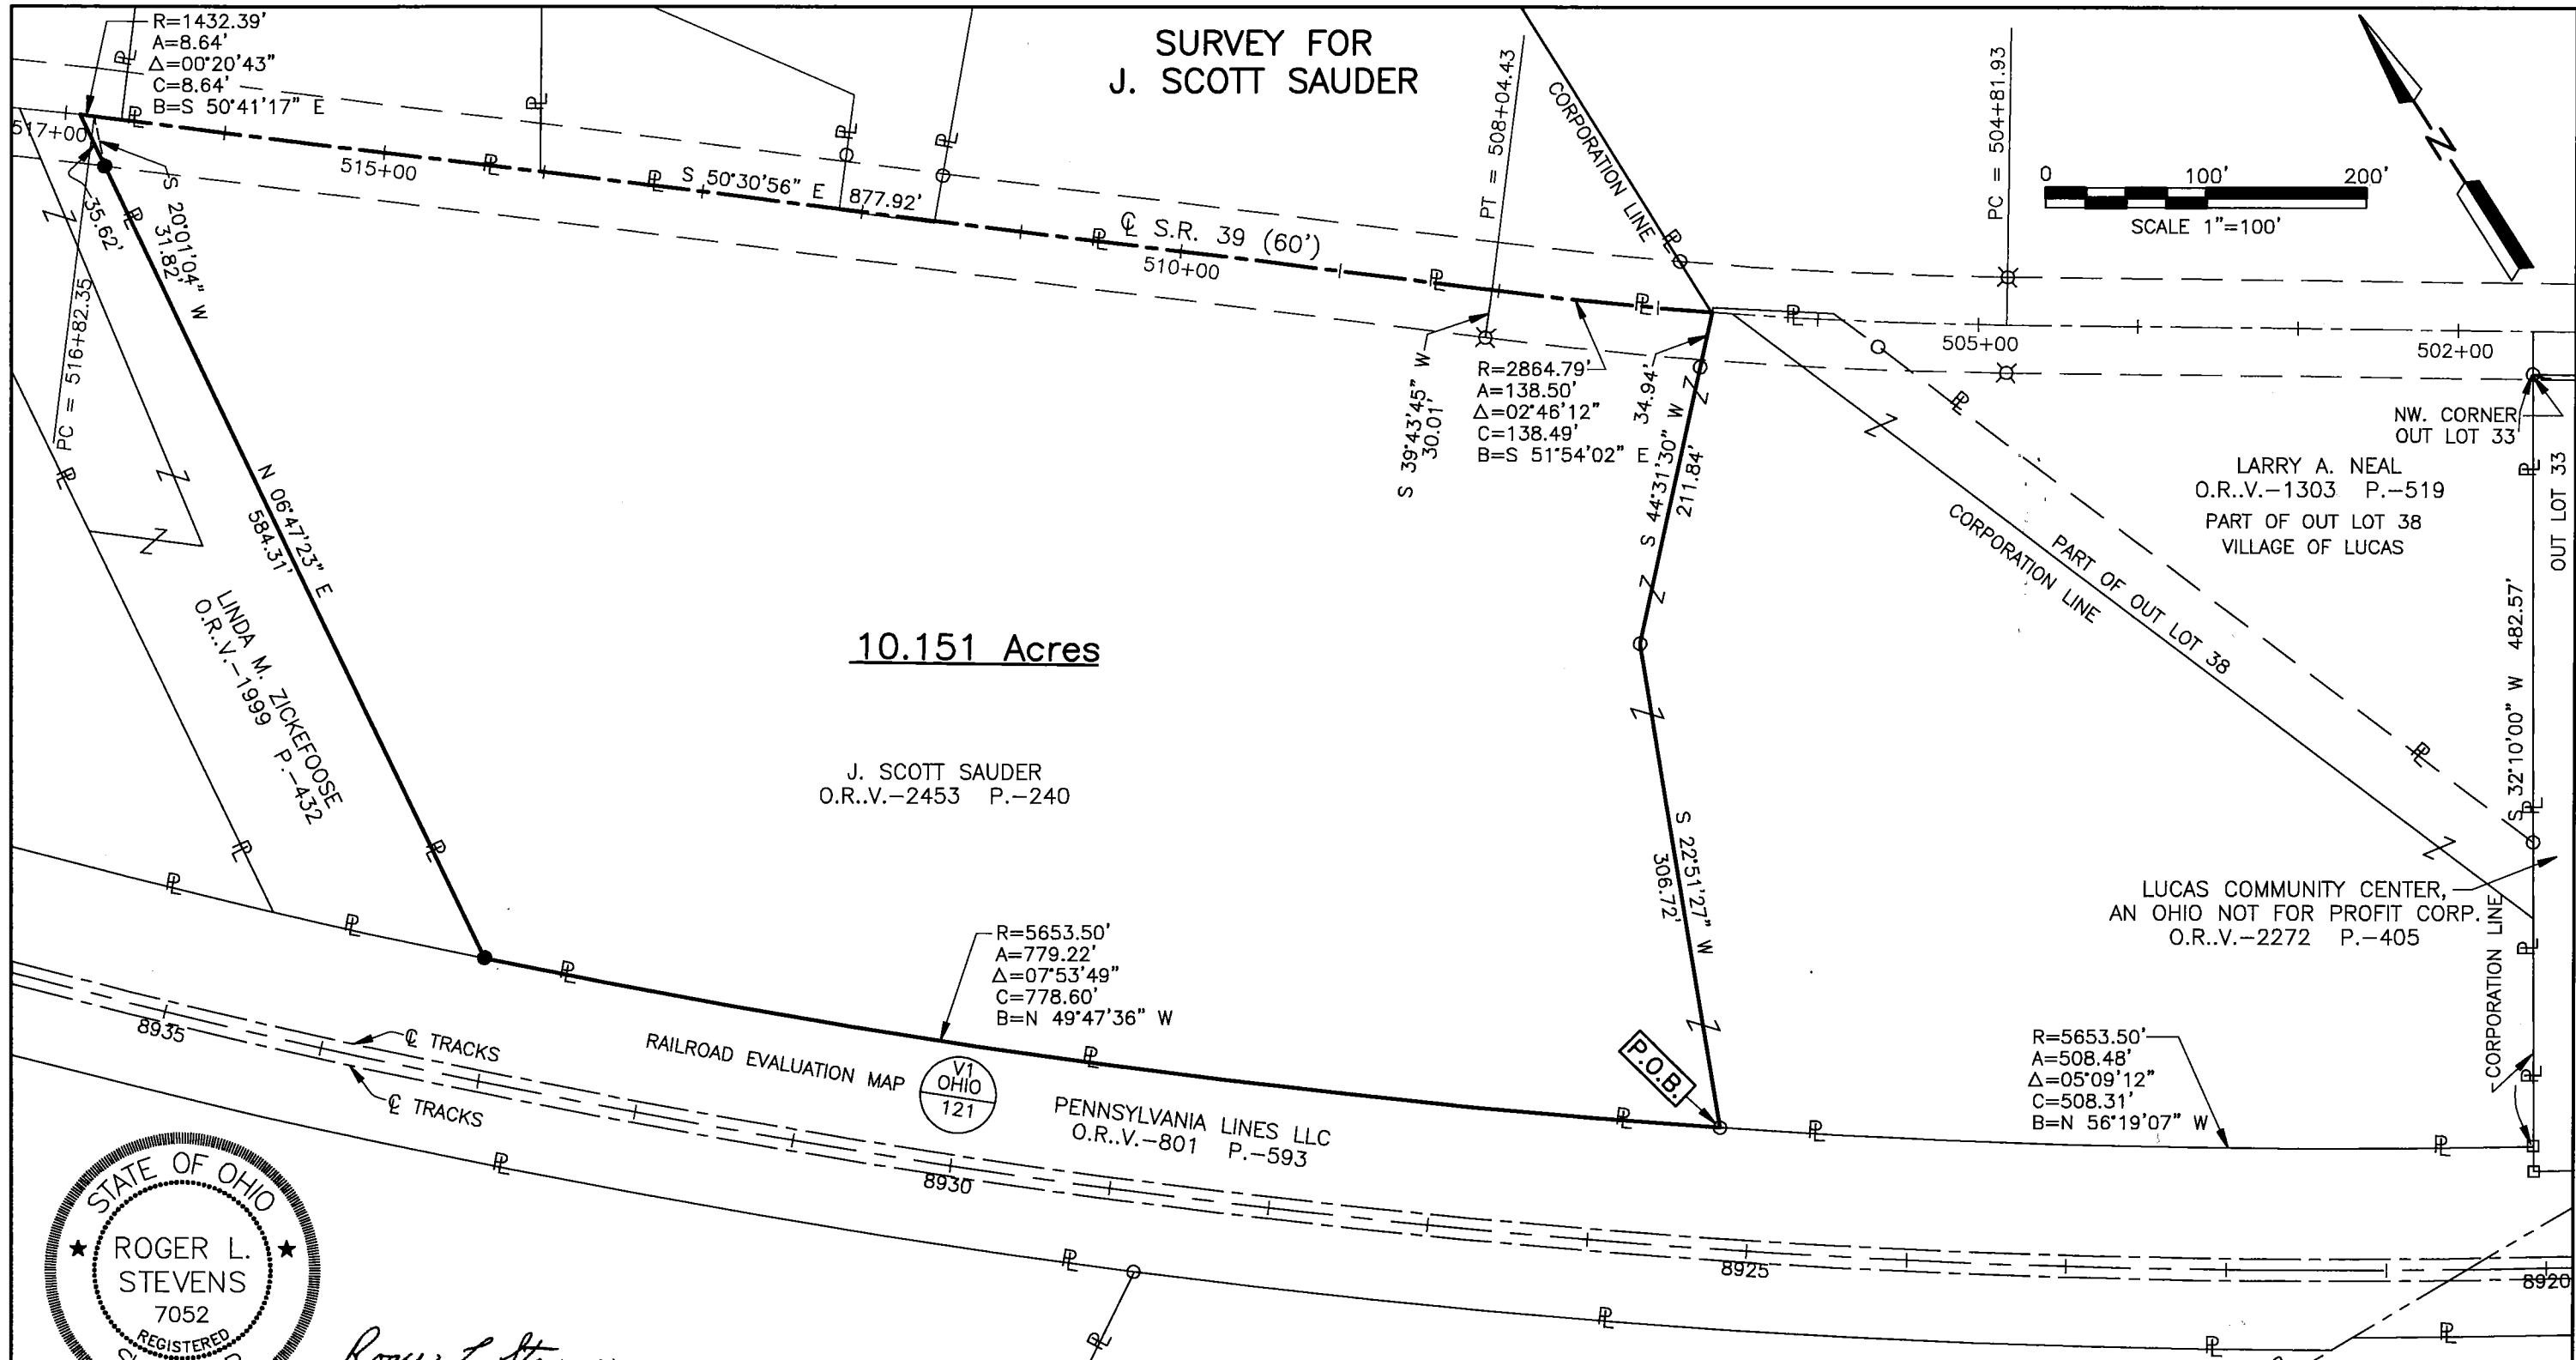 SURVEY FOR
J. SCOTT SAUDER
R=1432.39'
A=8.64'
Δ=00°20'43"
C=8.64'
B=S 50°41'17" E
517+00
515+00
S 50°30'56" E
877.92'
℄ S.R. 39 (60')
510+00
PT = 508+04.43
CORPORATION LINE
PC = 504+81.93
0 100' 200'
SCALE 1"=100'
N
505+00
502+00
35.62'
S 20°01'04" W
31.82'
PC = 516+82.35
S 39°43'45" W
30.01'
R=2864.79'
A=138.50'
Δ=02°46'12"
C=138.49'
B=S 51°54'02" E
34.94'
S 44°31'30" W
211.84'
NW. CORNER
OUT LOT 33
LARRY A. NEAL
O.R..V.-1303 P.-519
PART OF OUT LOT 38
VILLAGE OF LUCAS
OUT LOT 33
CORPORATION LINE
PART OF OUT LOT 38
S 32°10'00" W 482.57'
N 06°47'23" E
584.31'
LINDA M. ZICKEFOOSE
O.R..V.-1999 P.-432
10.151 Acres
J. SCOTT SAUDER
O.R..V.-2453 P.-240
S 22°51'27" W
306.72'
LUCAS COMMUNITY CENTER,
AN OHIO NOT FOR PROFIT CORP.
O.R..V.-2272 P.-405
CORPORATION LINE
R=5653.50'
A=779.22'
Δ=07°53'49"
C=778.60'
B=N 49°47'36" W
R=5653.50'
A=508.48'
Δ=05°09'12"
C=508.31'
B=N 56°19'07" W
P.O.B.
8935
℄ TRACKS
℄ TRACKS
RAILROAD EVALUATION MAP
V1
OHIO
121
PENNSYLVANIA LINES LLC
O.R..V.-801 P.-593
8930
8925
8920
STATE OF OHIO
ROGER L.
STEVENS
7052
REGISTERED